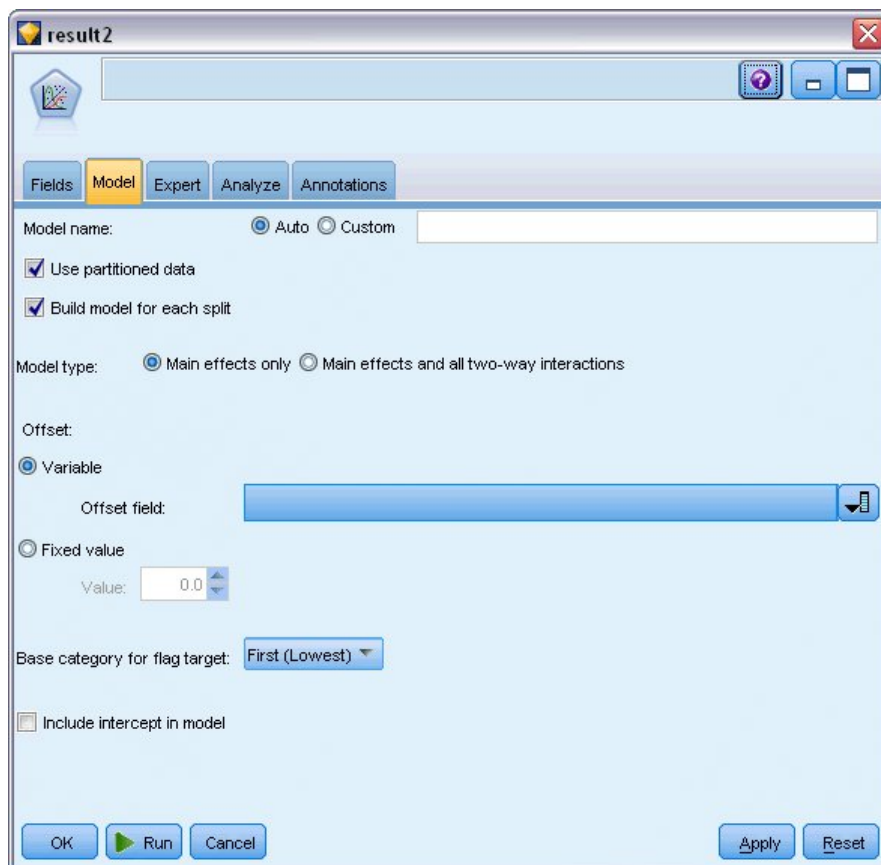 result2
Fields Model Expert Analyze Annotations
Model name: Auto Custom
Use partitioned data
Build model for each split
Model type: Main effects only Main effects and all two-way interactions
Offset:
Variable
Offset field:
Fixed value
Value: 0.0
Base category for flag target: First (Lowest)
Include intercept in model
OK Run Cancel Apply Reset